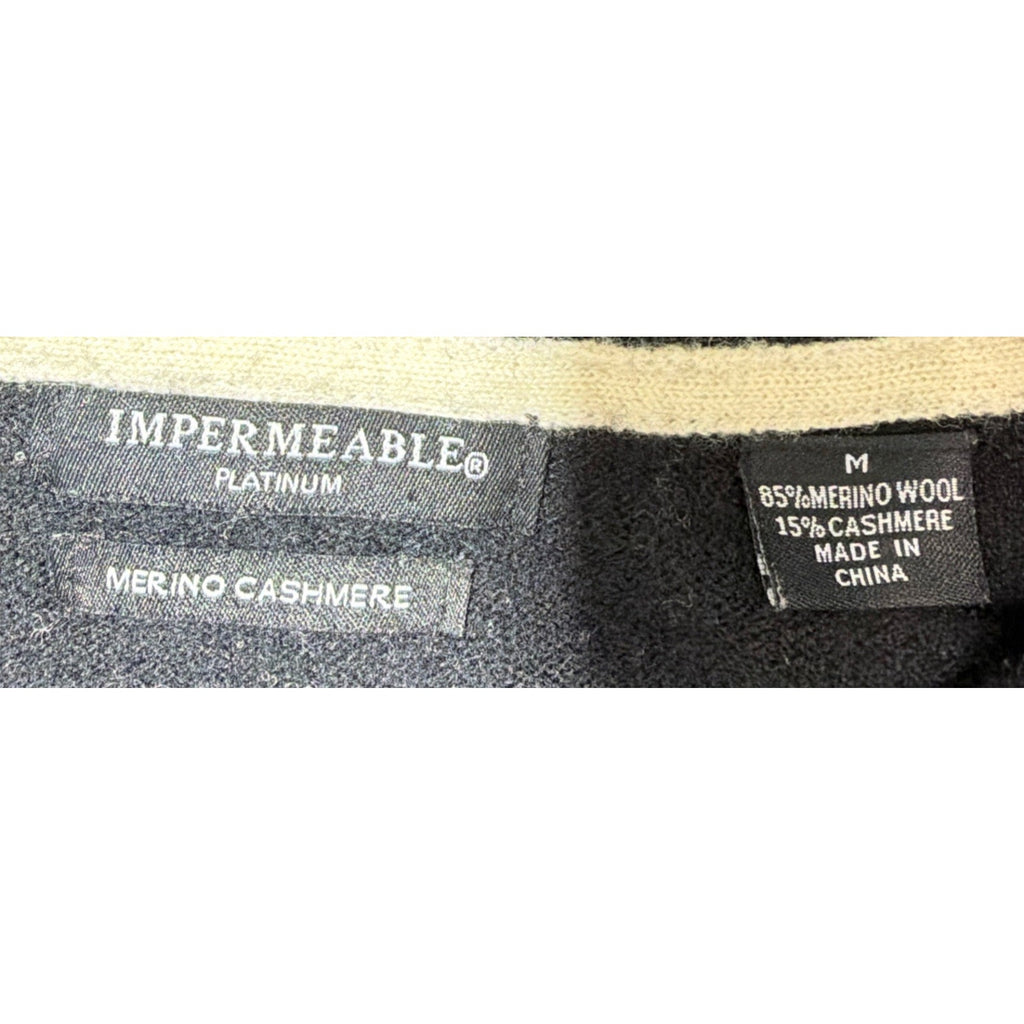 IMPERMEABLE®
PLATINUM
MERINO CASHMERE
M
85%MERINO WOOL
15%CASHMERE
MADE IN
CHINA